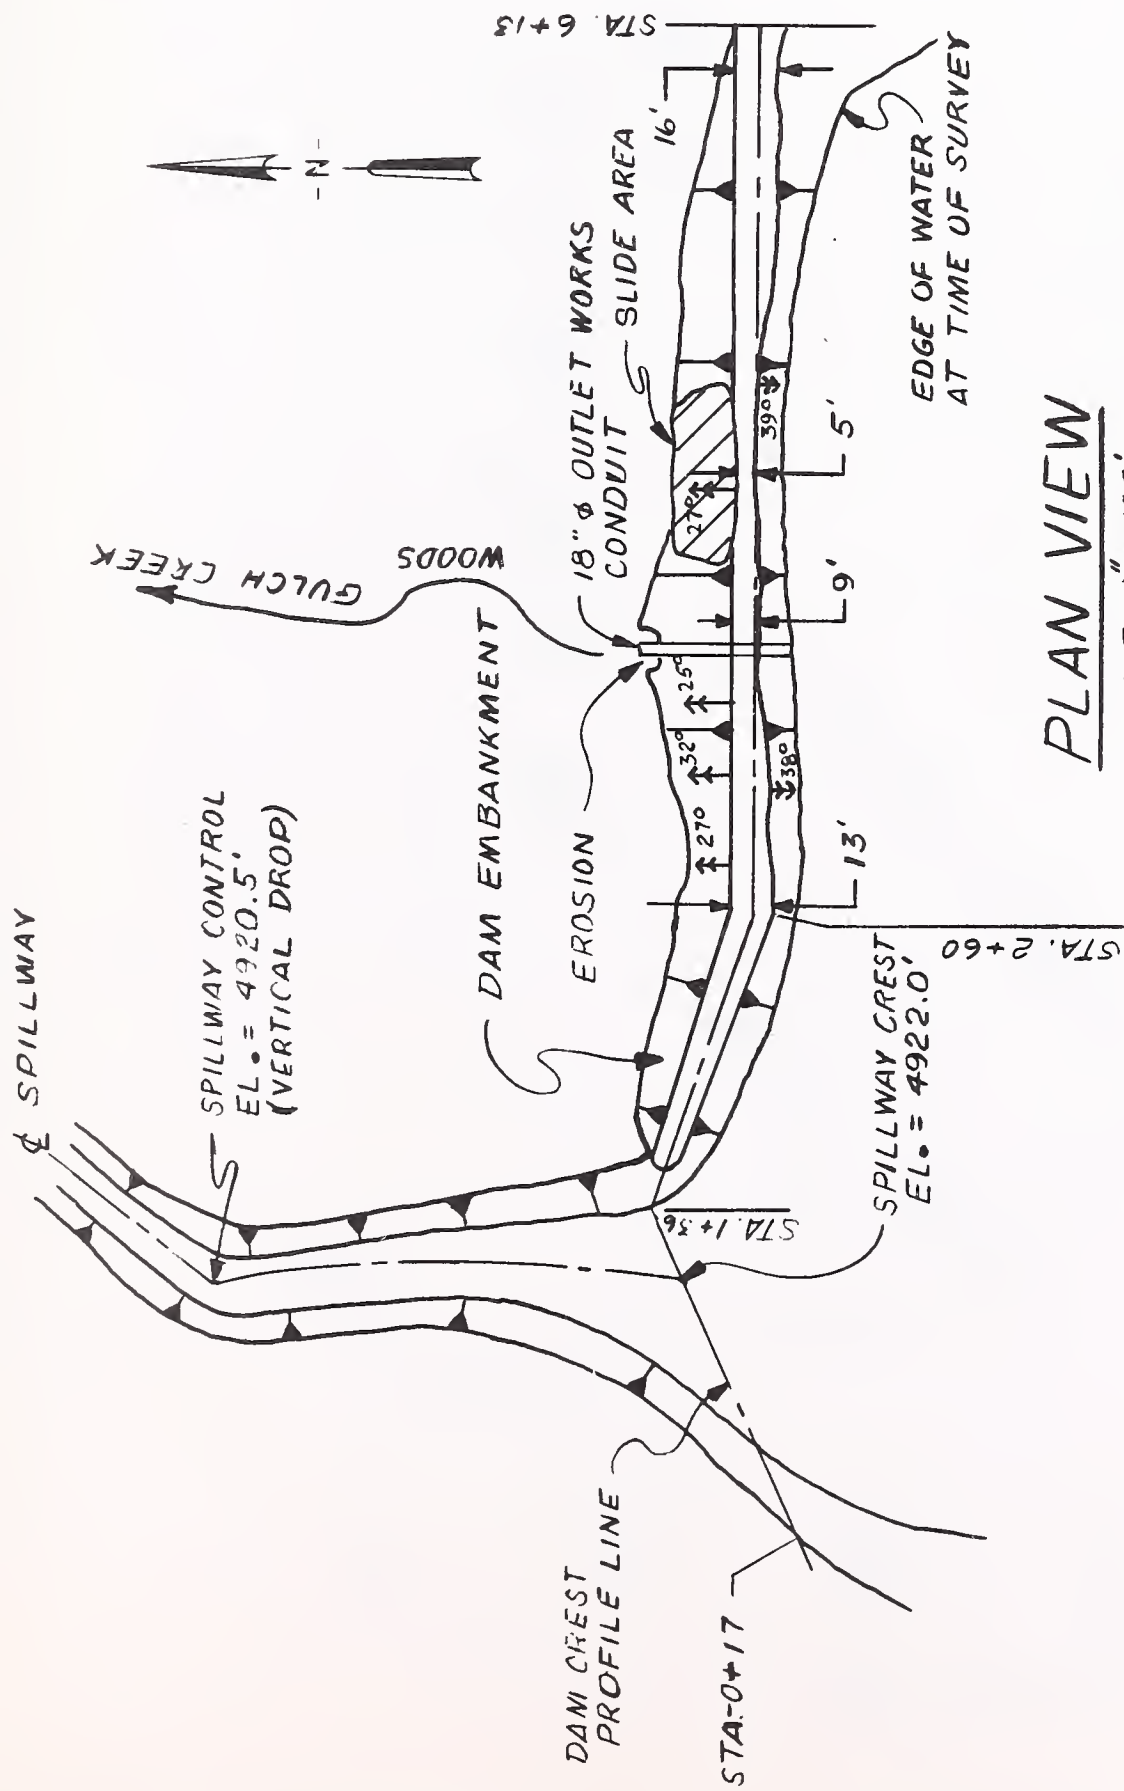 ℄ SPILLWAY
SPILLWAY CONTROL
EL. = 4920.5'
(VERTICAL DROP)
DAM EMBANKMENT
EROSION
GULCH CREEK
WOODS
18" ϕ OUTLET WORKS
CONDUIT
SLIDE AREA
-N-
STA. 6+13
16'
27°
32°
25°
27°
39°
38°
13'
9'
5'
EDGE OF WATER
AT TIME OF SURVEY
STA. 2+60
STA. 1+36
SPILLWAY CREST
EL. = 4922.0'
DAM CREST
PROFILE LINE
STA.-0+17
PLAN VIEW